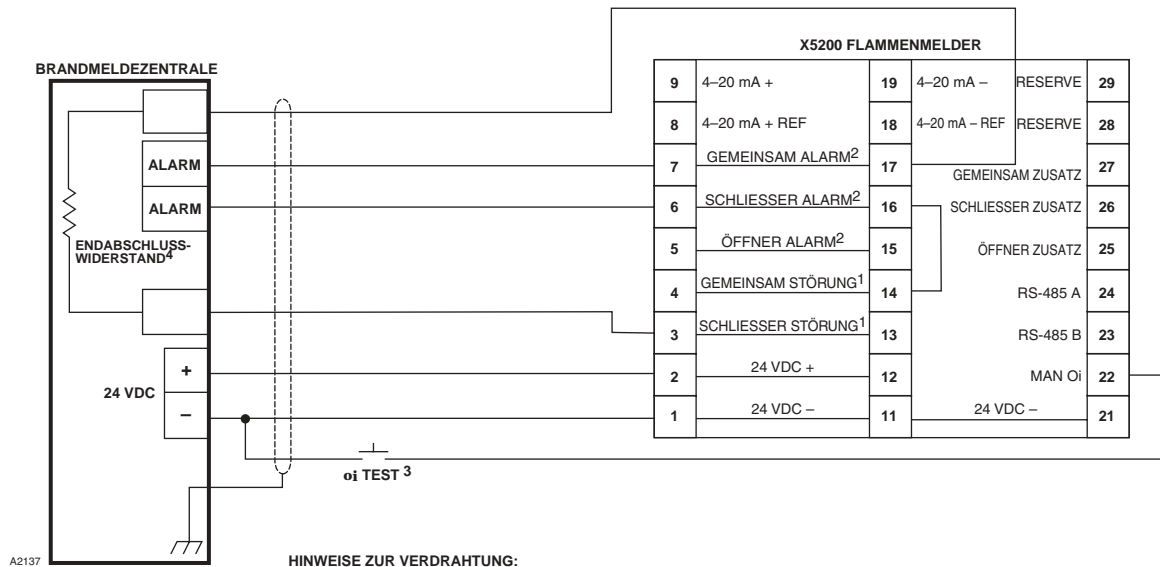 X5200 FLAMMENMELDER
BRANDMELDEZENTRALE
9 4–20 mA + 19 4–20 mA – RESERVE 29
8 4–20 mA + REF 18 4–20 mA – REF RESERVE 28
ALARM 7 GEMEINSAM ALARM2 17 GEMEINSAM ZUSATZ 27
ALARM 6 SCHLIESSER ALARM2 16 SCHLIESSER ZUSATZ 26
ENDABSCHLUSS-
WIDERSTAND4
5 ÖFFNER ALARM2 15 ÖFFNER ZUSATZ 25
4 GEMEINSAM STÖRUNG1 14 RS-485 A 24
3 SCHLIESSER STÖRUNG1 13 RS-485 B 23
+ 2 24 VDC + 12 MAN Oi 22
24 VDC
– 1 24 VDC – 11 24 VDC – 21
oi TEST 3
A2137
HINWEISE ZUR VERDRAHTUNG: